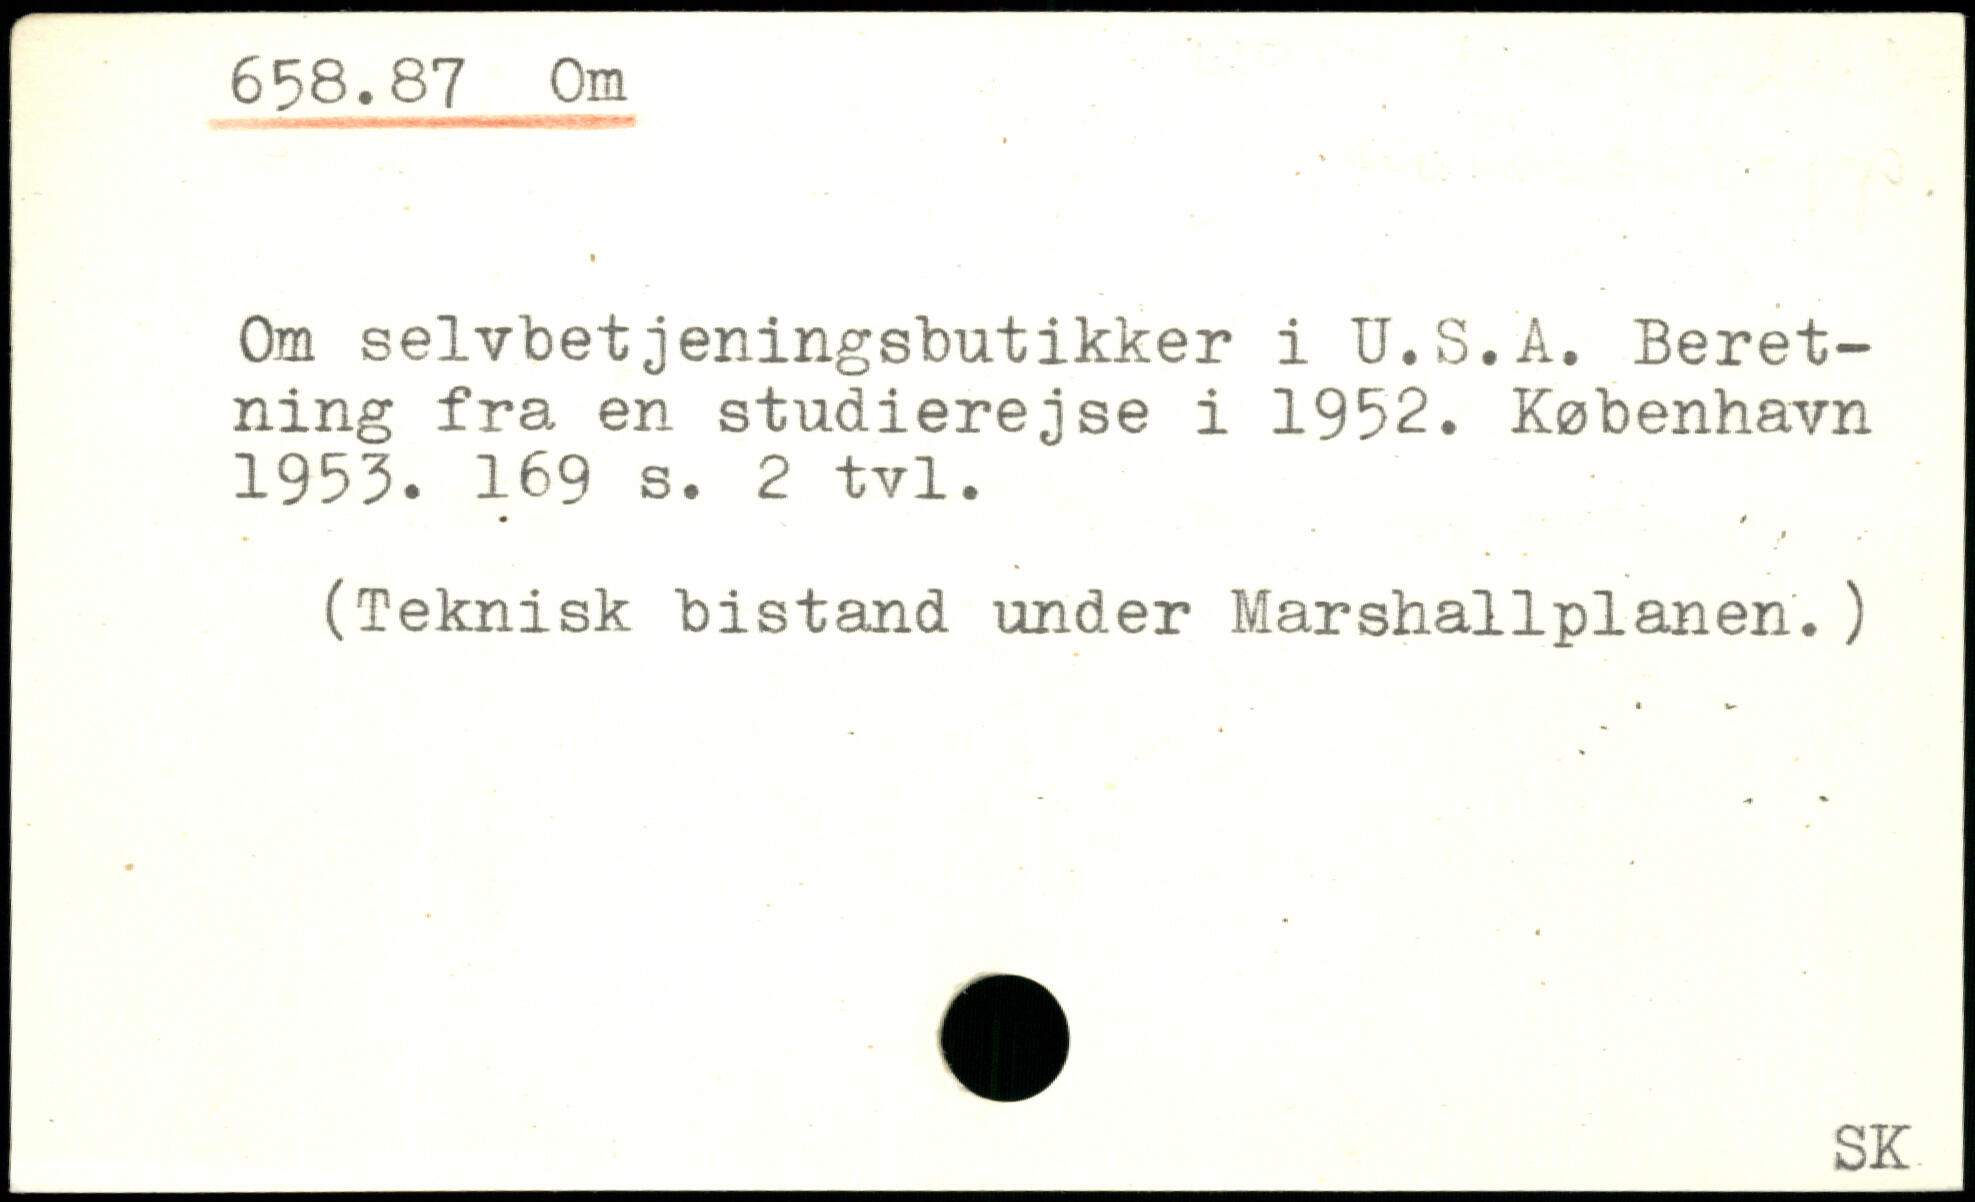 658.87 Om
Om selvbetjeningsbutikker i U.S.A. Beret-
ning fra en studierejse i 1952. København
1953. 169 s. 2 tvl.
(Teknisk bistand under Marshallplanen.)
SK